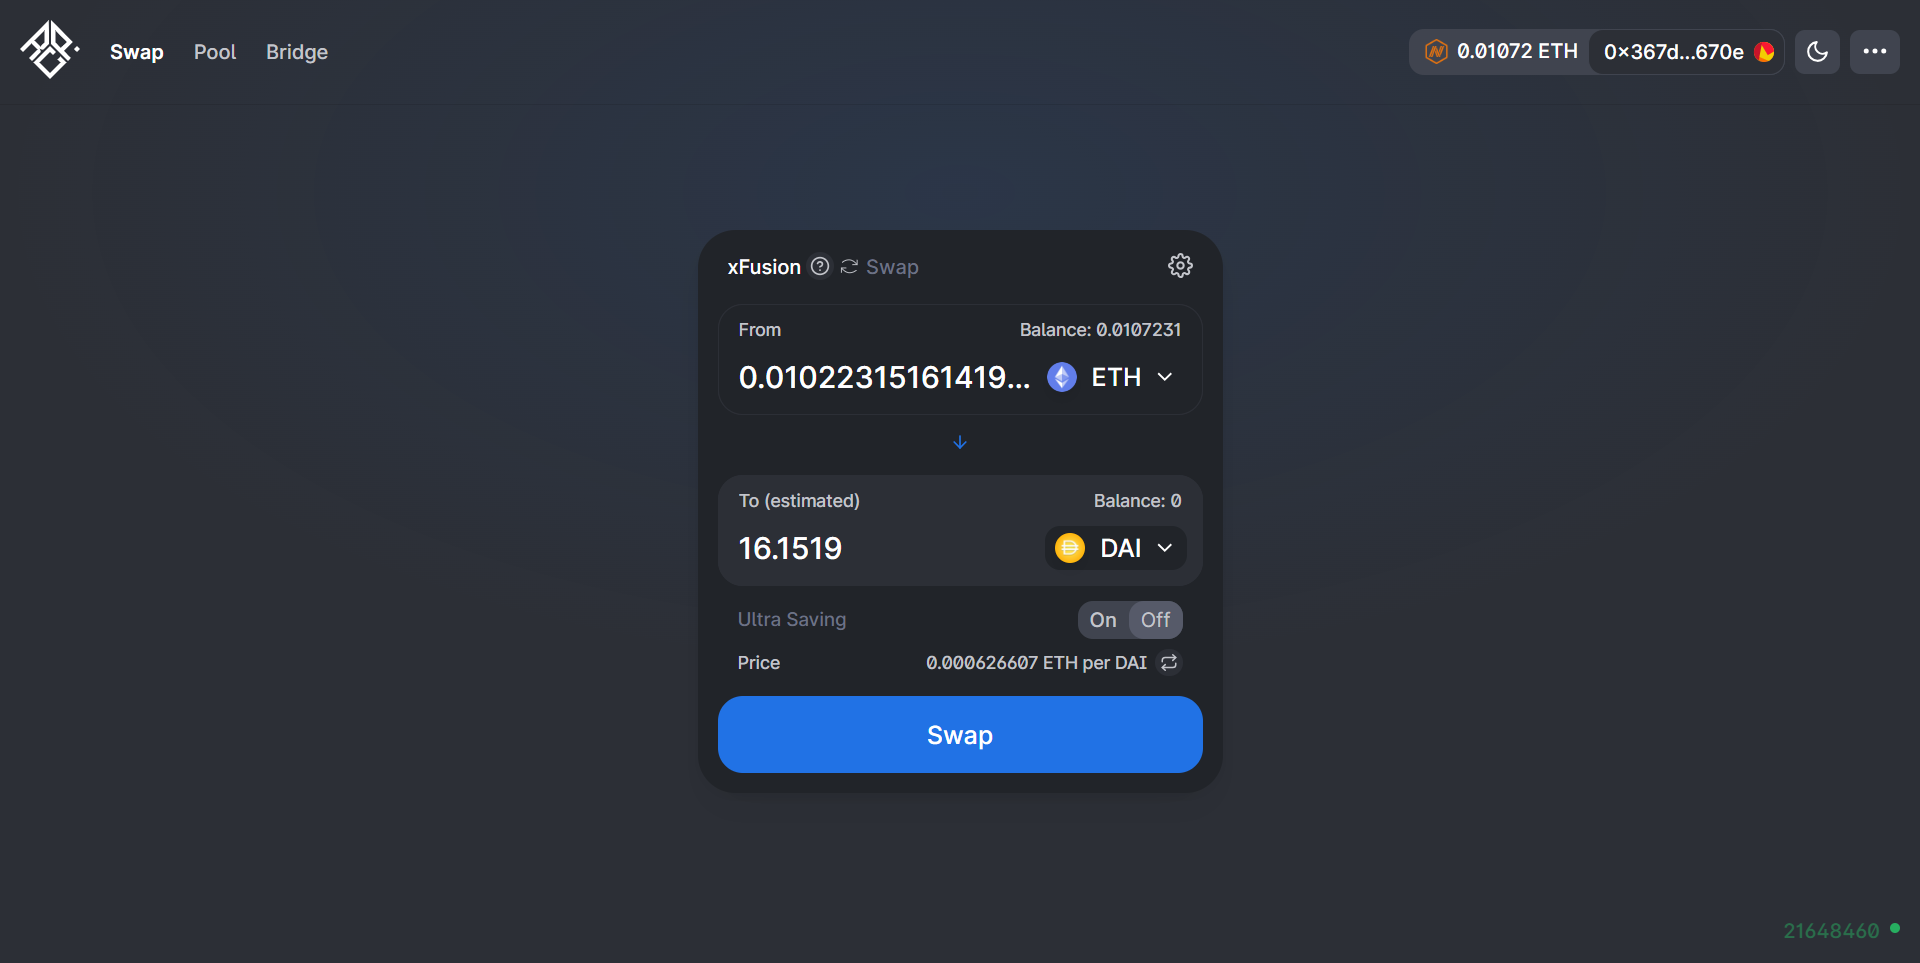 Swap Pool Bridge 0.01072 ETH 0x367d...670e
xFusion Swap
From Balance: 0.0107231
0.01022315161419... ETH
To (estimated) Balance: 0
16.1519 DAI
Ultra Saving On Off
Price 0.000626607 ETH per DAI
Swap
21648460